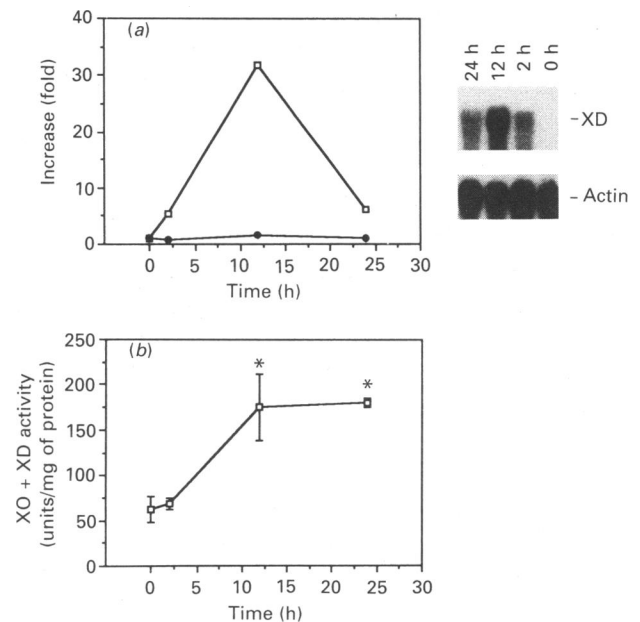 (a)
Increase (fold)
40
30
20
10
0
0 5 10 15 20 25 30
Time (h)
24 h
12 h
2 h
0 h
-XD
- Actin
(b)
XO + XD activity
(units/mg of protein)
250
200
150
100
50
0
* *
0 5 10 15 20 25 30
Time (h)